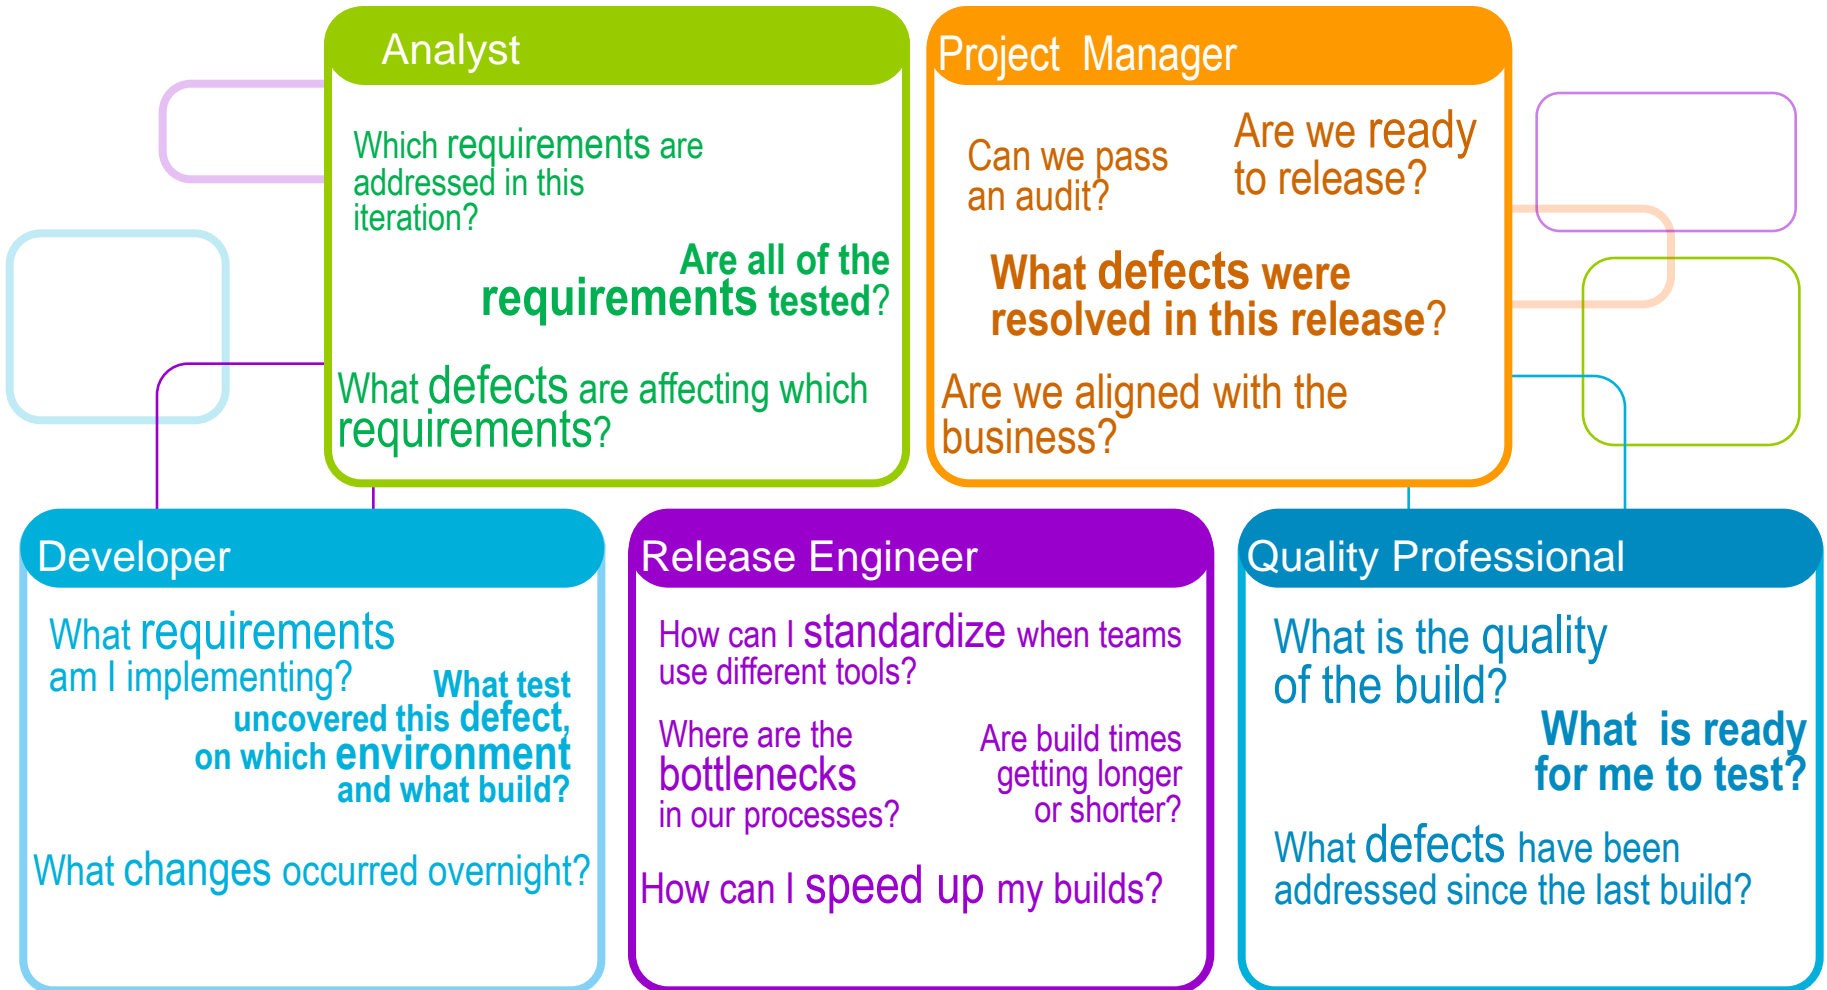 Analyst
Which requirements are
addressed in this
iteration?
Are all of the
requirements tested?
What defects are affecting which
requirements?
Project  Manager
Can we pass
an audit?
Are we ready
to release?
What defects were
resolved in this release?
Are we aligned with the
business?
Developer
What requirements
am I implementing?
What test
uncovered this defect,
on which environment
and what build?
What changes occurred overnight?
Release Engineer
How can I standardize when teams
use different tools?
Where are the
bottlenecks
in our processes?
Are build times
getting longer
or shorter?
How can I speed up my builds?
Quality Professional
What is the quality
of the build?
What  is ready
for me to test?
What defects have been
addressed since the last build?